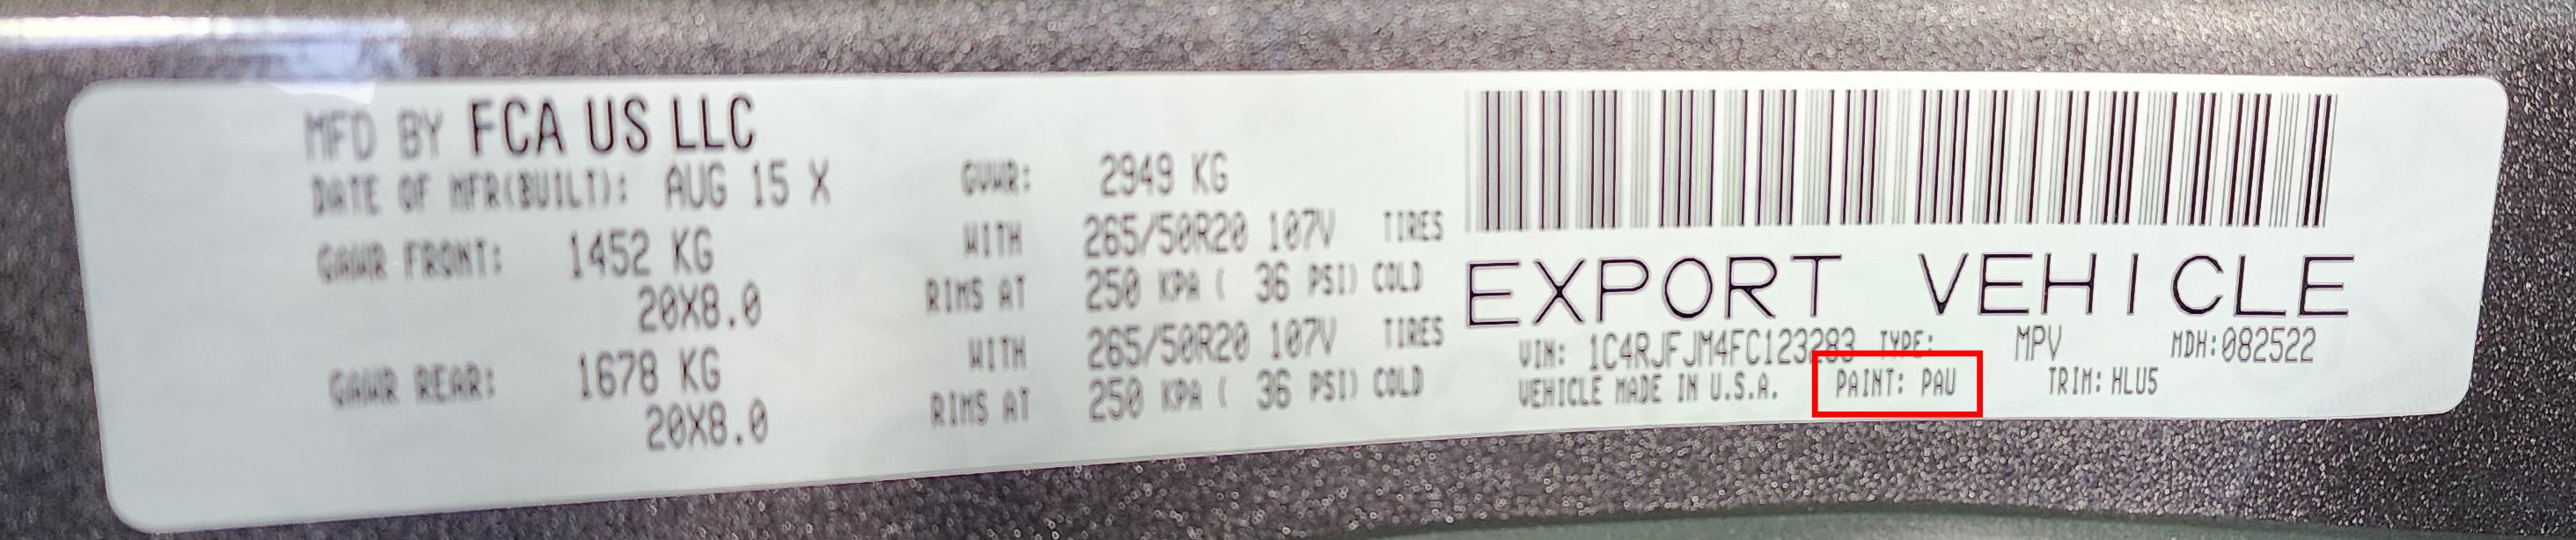 MFD BY FCA US LLC
DATE OF MFR(BUILT): AUG 15 X
GAWR FRONT: 1452 KG
20X8.0
GAWR REAR: 1678 KG
20X8.0
GVWR: 2949 KG
WITH 265/50R20 107V TIRES
RIMS AT 250 KPA ( 36 PSI) COLD
WITH 265/50R20 107V TIRES
RIMS AT 250 KPA ( 36 PSI) COLD
EXPORT VEHICLE
VIN: 1C4RJFJM4FC123283 TYPE: MPV MDH:082522
VEHICLE MADE IN U.S.A. PAINT: PAU TRIM: HLU5